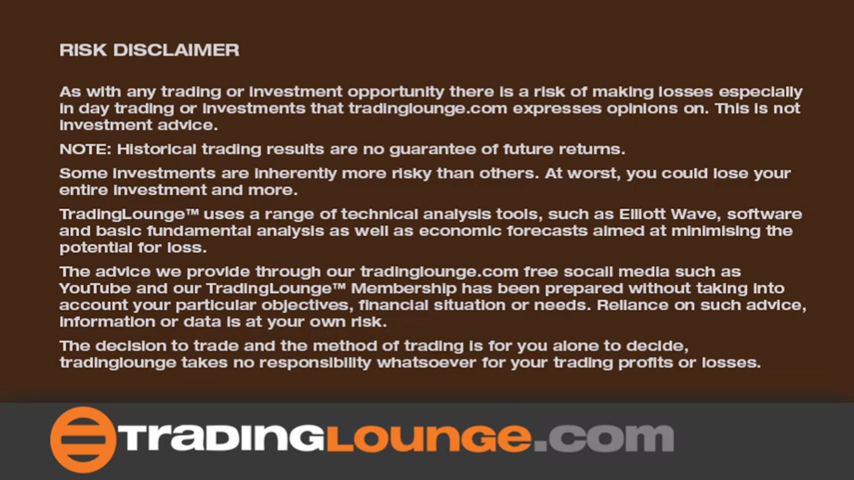 RISK DISCLAIMER
As with any trading or investment opportunity there is a risk of making losses especially
in day trading or investments that tradinglounge.com expresses opinions on. This is not
investment advice.
NOTE: Historical trading results are no guarantee of future returns.
Some investments are inherently more risky than others. At worst, you could lose your
entire investment and more.
TradingLounge™ uses a range of technical analysis tools, such as Elliott Wave, software
and basic fundamental analysis as well as economic forecasts aimed at minimising the
potential for loss.
The advice we provide through our tradinglounge.com free socail media such as
YouTube and our TradingLounge™ Membership has been prepared without taking into
account your particular objectives, financial situation or needs. Reliance on such advice,
information or data is at your own risk.
The decision to trade and the method of trading is for you alone to decide,
tradinglounge takes no responsibility whatsoever for your trading profits or losses.
TradingLounge.com